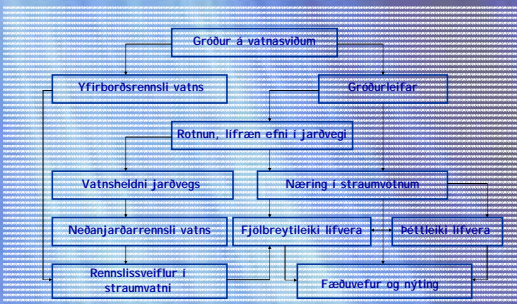 Gróður á vatnasviðum
Yfirborðsrennsli vatns
Gróðurleifar
Rotnun, lífræn efni í jarðvegi
Vatnsheldni jarðvegs
Næring í straumvötnum
Neðanjarðarrennsli vatns
Fjölbreytileiki lífvera
Þéttleiki lífvera
Rennslissveiflur í
straumvatni
Fæðuvefur og nýting